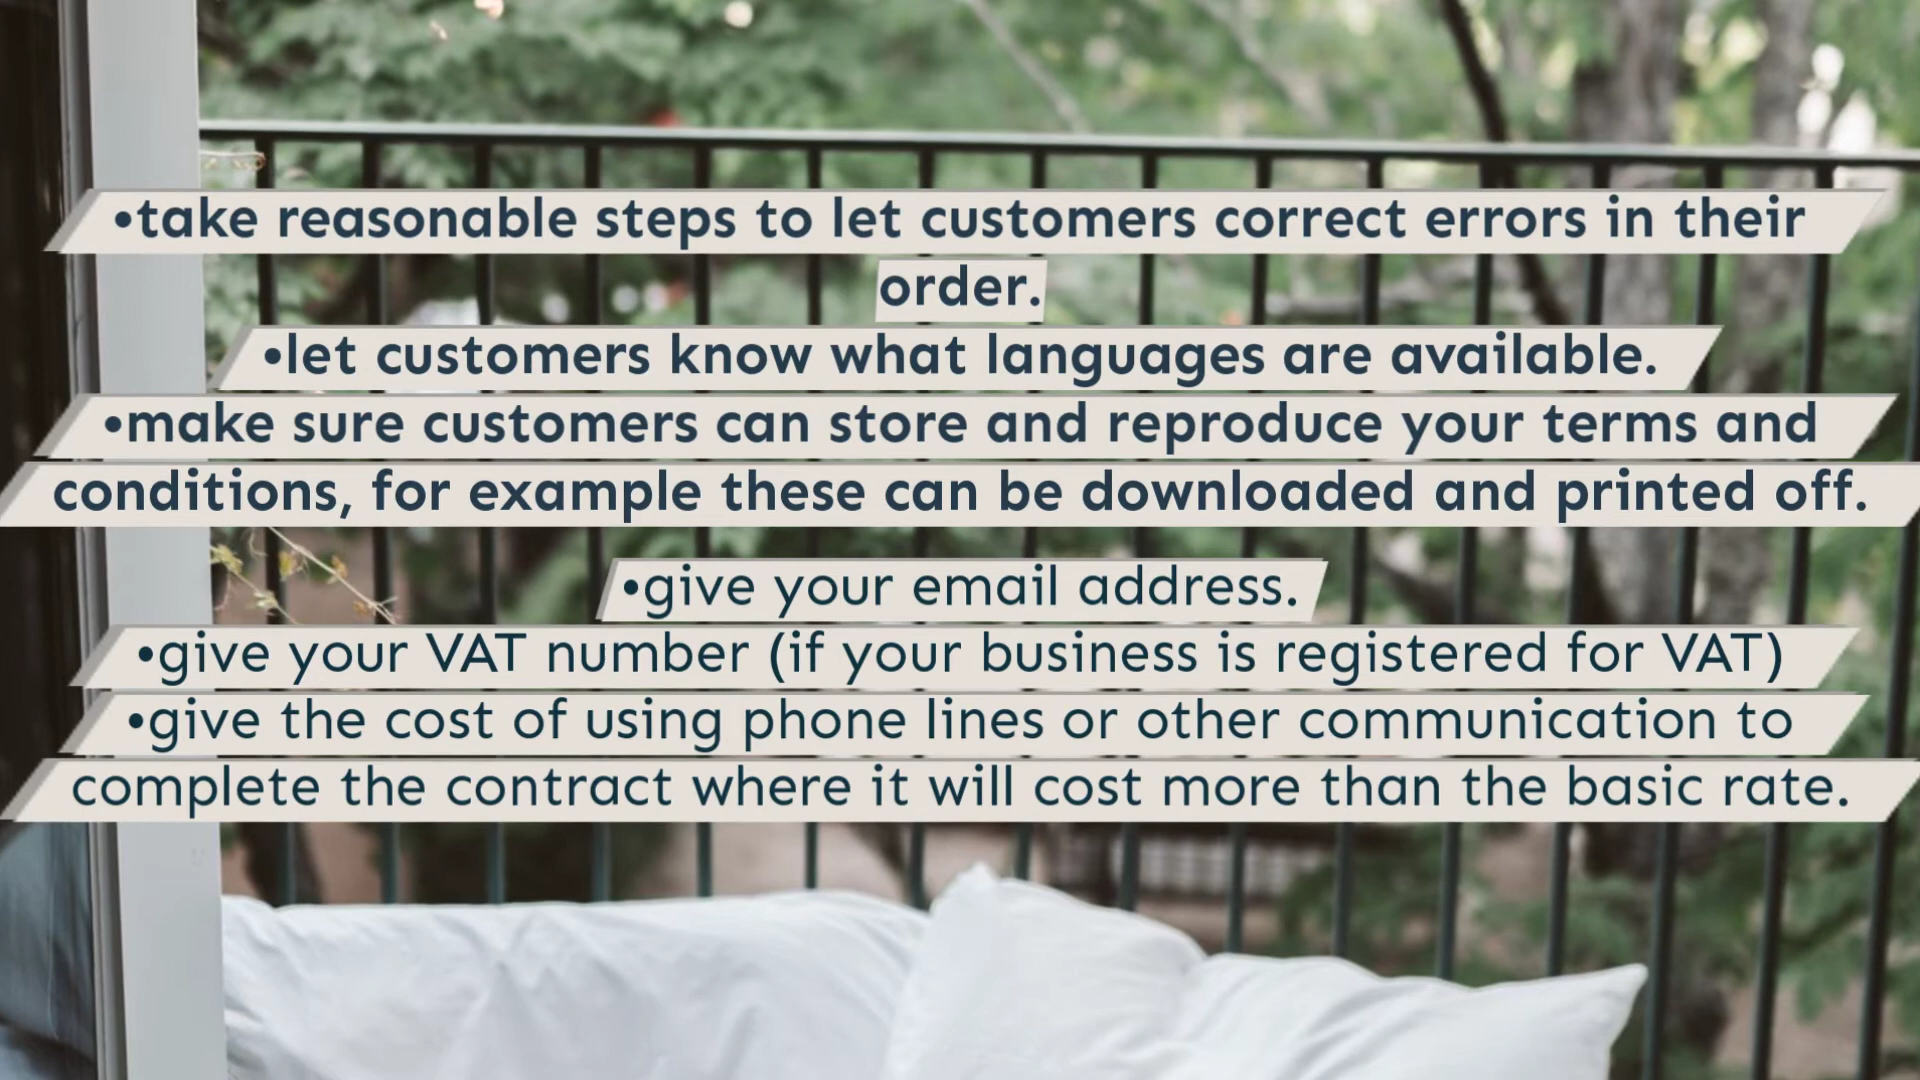 •take reasonable steps to let customers correct errors in their
order.
•let customers know what languages are available.
•make sure customers can store and reproduce your terms and
conditions, for example these can be downloaded and printed off.
•give your email address.
•give your VAT number (if your business is registered for VAT)
•give the cost of using phone lines or other communication to
complete the contract where it will cost more than the basic rate.